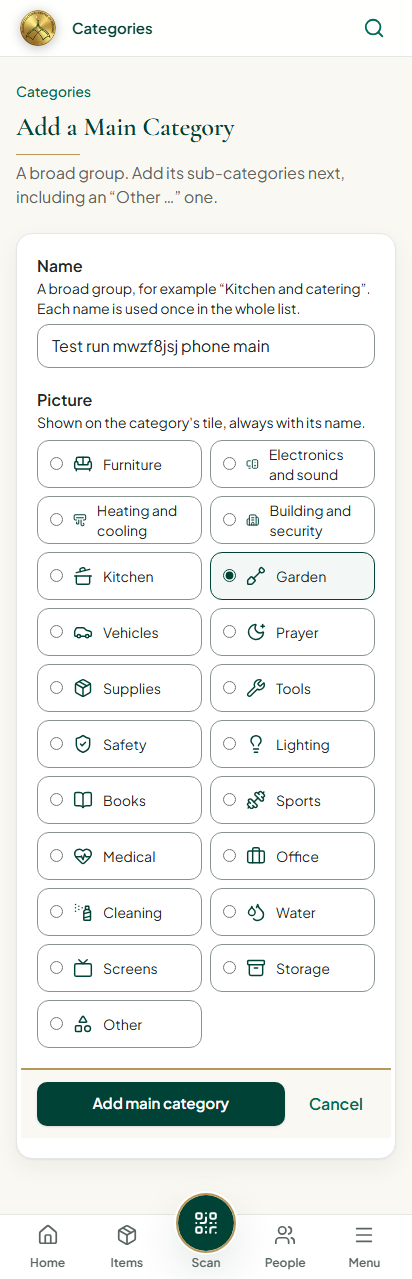 Categories
Categories
Add a Main Category
A broad group. Add its sub-categories next,
including an “Other …” one.
Name
A broad group, for example “Kitchen and catering”.
Each name is used once in the whole list.
Test run mwzf8jsj phone main
Picture
Shown on the category's tile, always with its name.
Furniture
Electronics
and sound
Heating and
cooling
Building and
security
Kitchen
Garden
Vehicles
Prayer
Supplies
Tools
Safety
Lighting
Books
Sports
Medical
Office
Cleaning
Water
Screens
Storage
Other
Add main category
Cancel
Home
Items
Scan
People
Menu